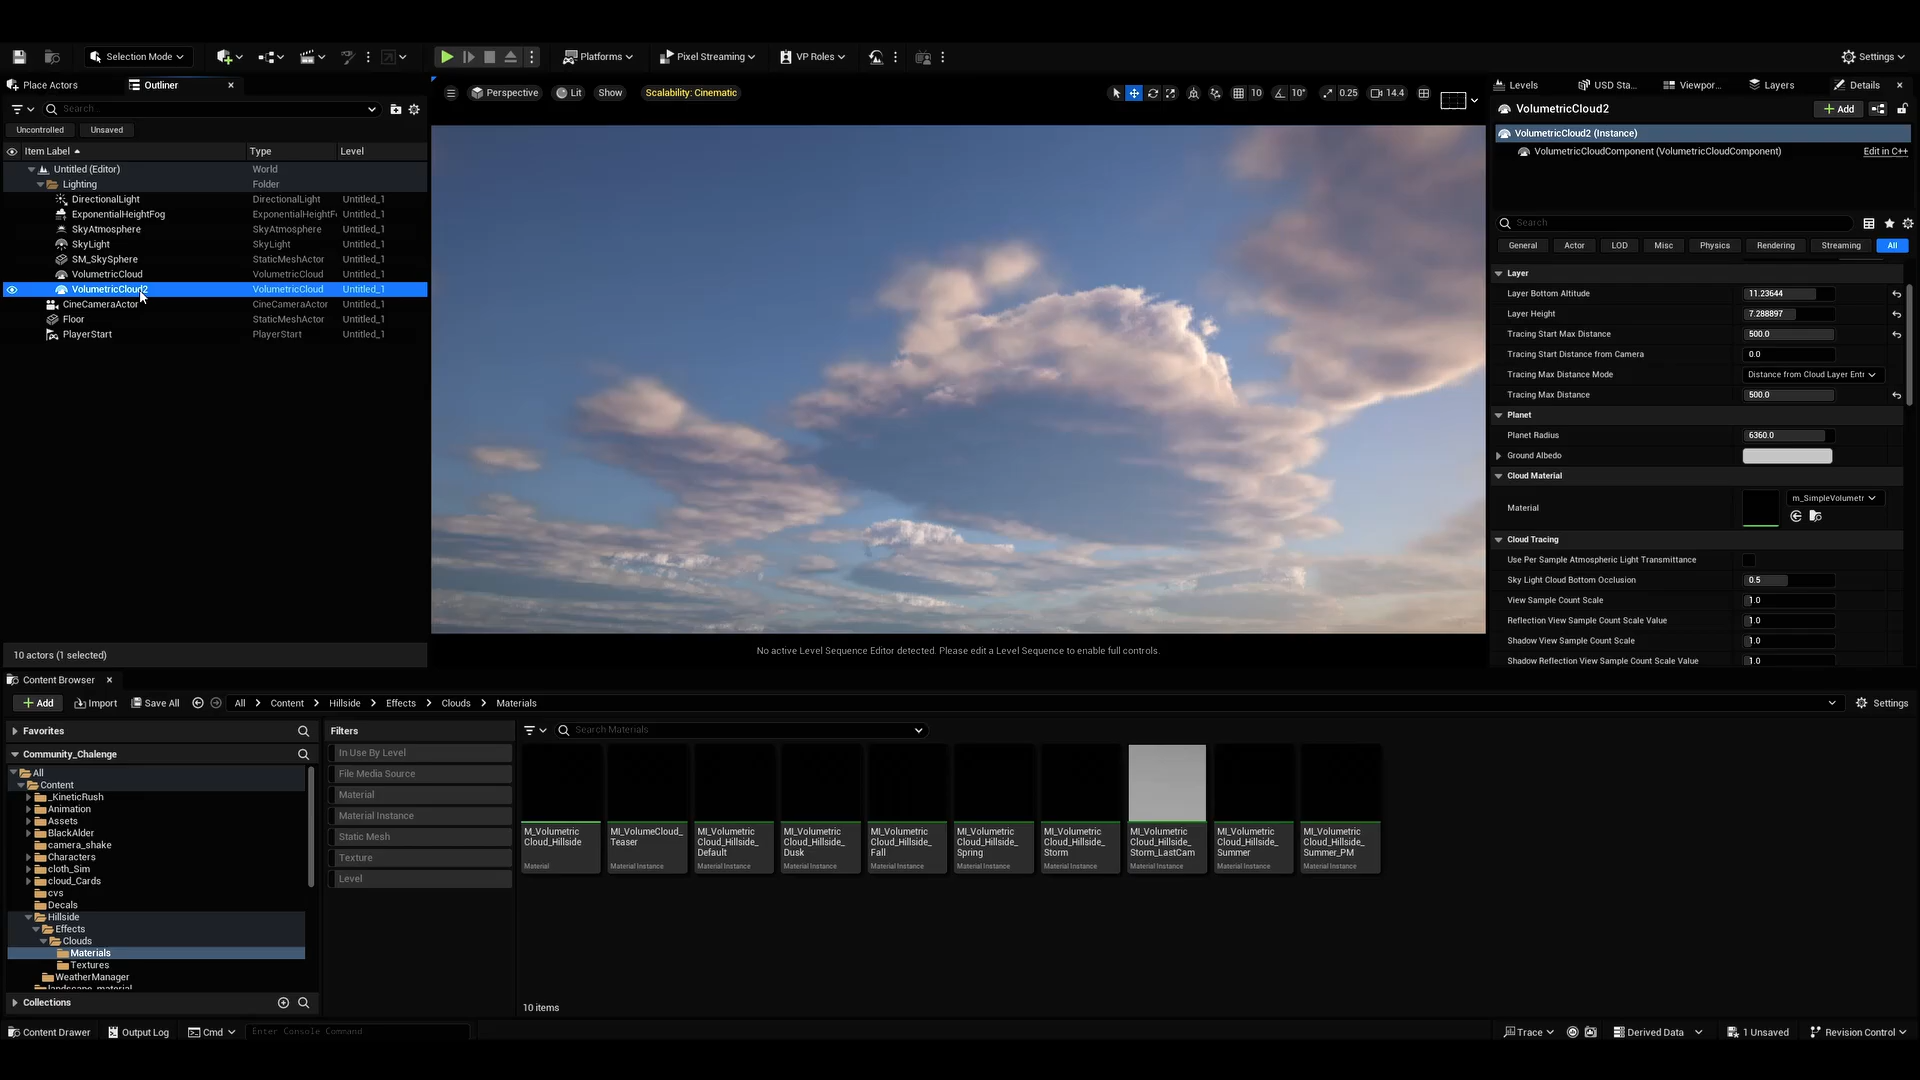 Selection Mode
Platforms
Pixel Streaming
VP Roles
Settings
Place Actors
Outliner
Search...
Uncontrolled
Unsaved
Item Label
Type
Level
Untitled (Editor)
World
Lighting
Folder
DirectionalLight
DirectionalLight
Untitled_1
ExponentialHeightFog
ExponentialHeightF
Untitled_1
SkyAtmosphere
SkyAtmosphere
Untitled_1
SkyLight
SkyLight
Untitled_1
SM_SkySphere
StaticMeshActor
Untitled_1
VolumetricCloud
VolumetricCloud
Untitled_1
VolumetricCloud2
VolumetricCloud
Untitled_1
CineCameraActor
CineCameraActor
Untitled_1
Floor
StaticMeshActor
Untitled_1
PlayerStart
PlayerStart
Untitled_1
10 actors (1 selected)
Perspective
Lit
Show
Scalability: Cinematic
10
10°
0.25
14.4
No active Level Sequence Editor detected. Please edit a Level Sequence to enable full controls.
Levels
USD Sta...
Viewpor...
Layers
Details
VolumetricCloud2
Add
VolumetricCloud2 (Instance)
VolumetricCloudComponent (VolumetricCloudComponent)
Edit in C++
Search
General
Actor
LOD
Misc
Physics
Rendering
Streaming
All
Layer
Layer Bottom Altitude
11.23644
Layer Height
7.288897
Tracing Start Max Distance
500.0
Tracing Start Distance from Camera
0.0
Tracing Max Distance Mode
Distance from Cloud Layer Entr
Tracing Max Distance
500.0
Planet
Planet Radius
6360.0
Ground Albedo
Cloud Material
Material
m_SimpleVolumetr
Cloud Tracing
Use Per Sample Atmospheric Light Transmittance
Sky Light Cloud Bottom Occlusion
0.5
View Sample Count Scale
1.0
Reflection View Sample Count Scale Value
1.0
Shadow View Sample Count Scale
1.0
Shadow Reflection View Sample Count Scale Value
1.0
Content Browser
Add
Import
Save All
All
Content
Hillside
Effects
Clouds
Materials
Settings
Favorites
Community_Chalenge
All
Content
_KineticRush
Animation
Assets
BlackAlder
camera_shake
Characters
cloth_Sim
cloud_Cards
cvs
Decals
Hillside
Effects
Clouds
Materials
Textures
WeatherManager
landscape_material
Collections
Filters
In Use By Level
File Media Source
Material
Material Instance
Static Mesh
Texture
Level
Search Materials
M_Volumetric
Cloud_Hillside
Material
MI_VolumeCloud_
Teaser
Material Instance
MI_Volumetric
Cloud_Hillside_
Default
Material Instance
MI_Volumetric
Cloud_Hillside_
Dusk
Material Instance
MI_Volumetric
Cloud_Hillside_
Fall
Material Instance
MI_Volumetric
Cloud_Hillside_
Spring
Material Instance
MI_Volumetric
Cloud_Hillside_
Storm
Material Instance
MI_Volumetric
Cloud_Hillside_
Storm_LastCam
Material Instance
MI_Volumetric
Cloud_Hillside_
Summer
Material Instance
MI_Volumetric
Cloud_Hillside_
Summer_PM
Material Instance
10 items
Content Drawer
Output Log
Cmd
Enter Console Command
Trace
Derived Data
1 Unsaved
Revision Control